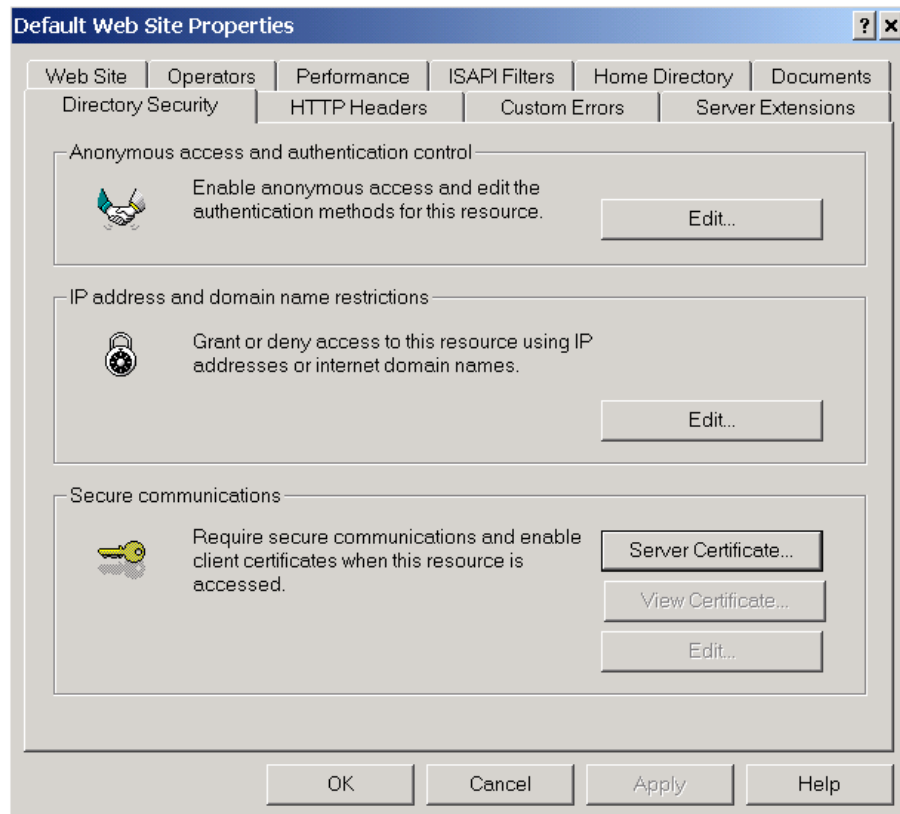 Default Web Site Properties
Web Site Operators Performance ISAPI Filters Home Directory Documents
Directory Security HTTP Headers Custom Errors Server Extensions
Anonymous access and authentication control
Enable anonymous access and edit the
authentication methods for this resource.
Edit...
IP address and domain name restrictions
Grant or deny access to this resource using IP
addresses or internet domain names.
Edit...
Secure communications
Require secure communications and enable
client certificates when this resource is
accessed.
Server Certificate...
View Certificate...
Edit...
OK Cancel Apply Help